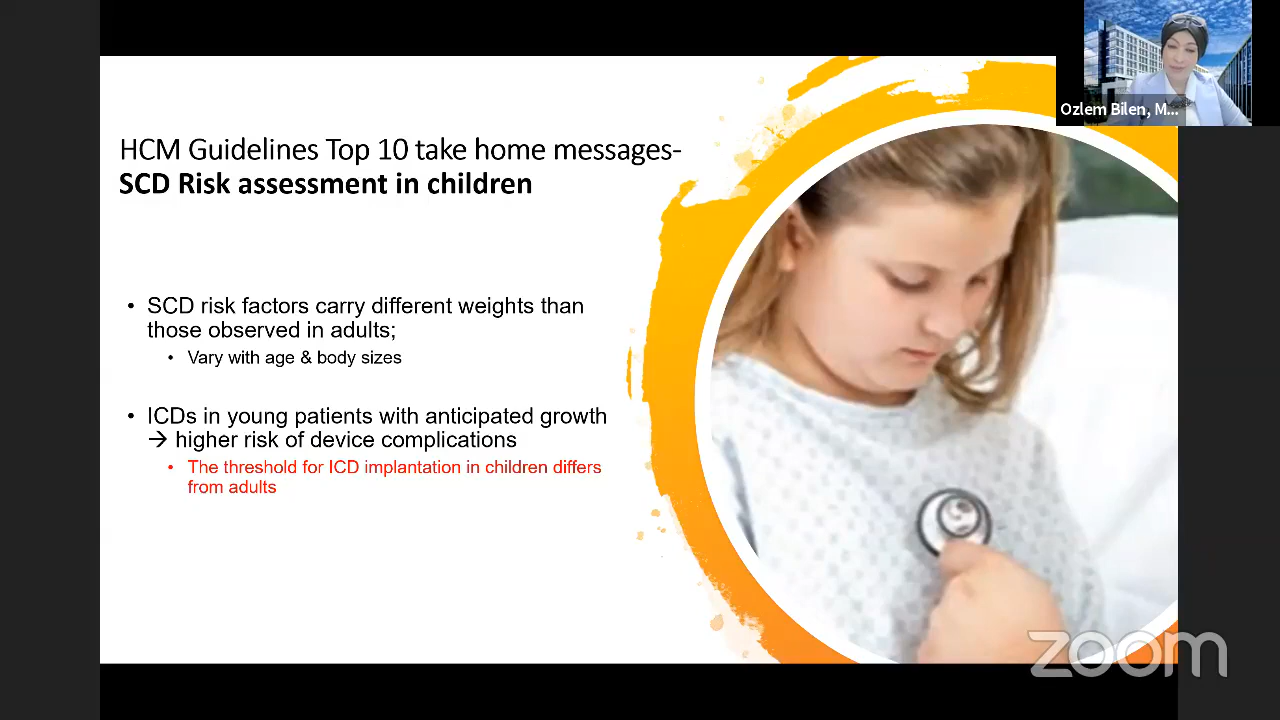 Ozlem Bilen, M...
HCM Guidelines Top 10 take home messages-
SCD Risk assessment in children
• SCD risk factors carry different weights than
those observed in adults;
• Vary with age & body sizes
• ICDs in young patients with anticipated growth
→ higher risk of device complications
• The threshold for ICD implantation in children differs
from adults
zoom